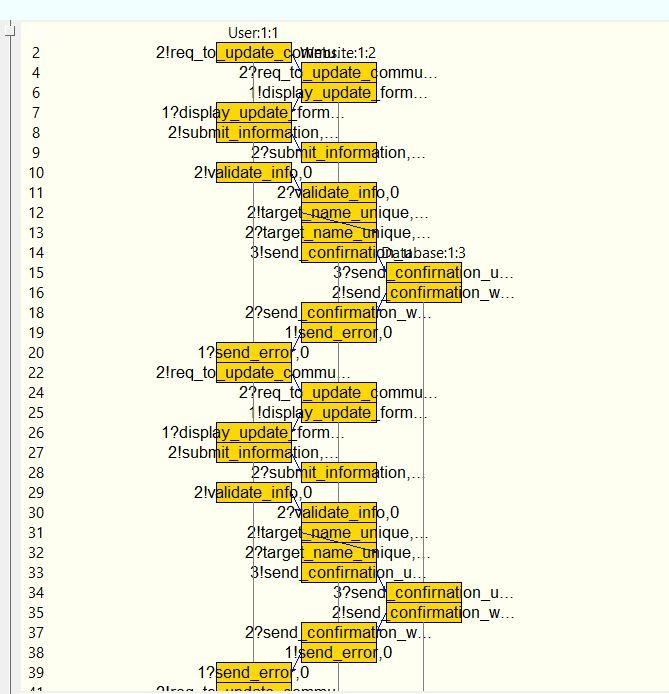 User:1:1
2 2!req_to_update_commu...
Website:1:2
4 2?req_to_update_commu...
6 1!display_update_form...
7 1?display_update_form...
8 2!submit_information,...
9 2?submit_information,...
10 2!validate_info,0
11 2?validate_info,0
12 2!target_name_unique,...
13 2?target_name_unique,...
14 3!send_confirmation_u...
Database:1:3
15 3?send_confirmation_u...
16 2!send_confirmation_w...
18 2?send_confirmation_w...
19 1!send_error,0
20 1?send_error,0
22 2!req_to_update_commu...
24 2?req_to_update_commu...
25 1!display_update_form...
26 1?display_update_form...
27 2!submit_information,...
28 2?submit_information,...
29 2!validate_info,0
30 2?validate_info,0
31 2!target_name_unique,...
32 2?target_name_unique,...
33 3!send_confirmation_u...
34 3?send_confirmation_u...
35 2!send_confirmation_w...
37 2?send_confirmation_w...
38 1!send_error,0
39 1?send_error,0
41 2!req_to_update_commu...